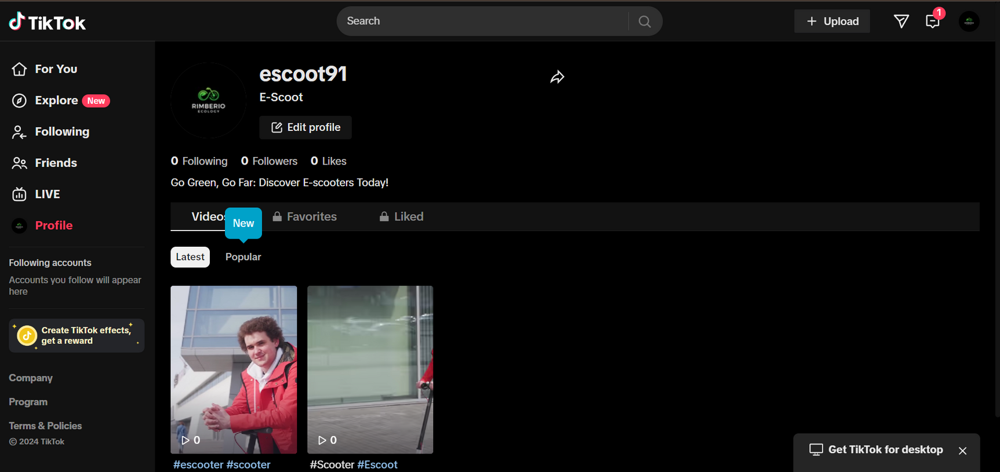 TikTok
Search
Upload
1
For You
Explore New
Following
Friends
LIVE
Profile
Following accounts
Accounts you follow will appear
here
Create TikTok effects,
get a reward
Company
Program
Terms & Policies
© 2024 TikTok
RIMBERIO
ECOLOGY
escoot91
E-Scoot
Edit profile
0 Following 0 Followers 0 Likes
Go Green, Go Far: Discover E-scooters Today!
Videos Favorites Liked
New
Latest Popular
0 0
#escooter #scooter #Scooter #Escoot
Get TikTok for desktop